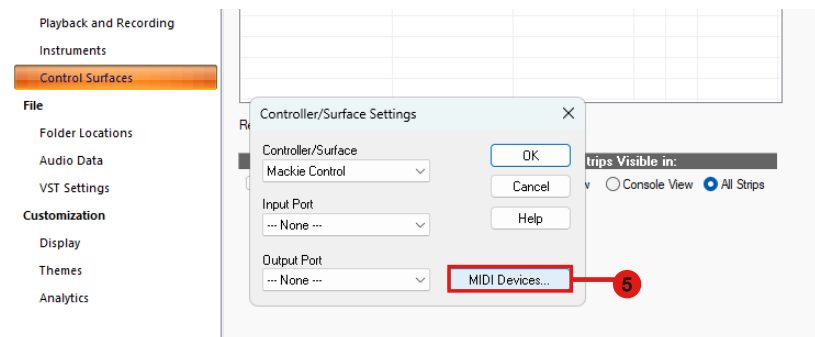 Playback and Recording
Instruments
Control Surfaces
File
Folder Locations
Audio Data
VST Settings
Customization
Display
Themes
Analytics
Controller/Surface Settings
Controller/Surface
Mackie Control
Input Port
--- None ---
Output Port
--- None ---
OK
Cancel
Help
MIDI Devices...
5
trips Visible in:
Console View
All Strips